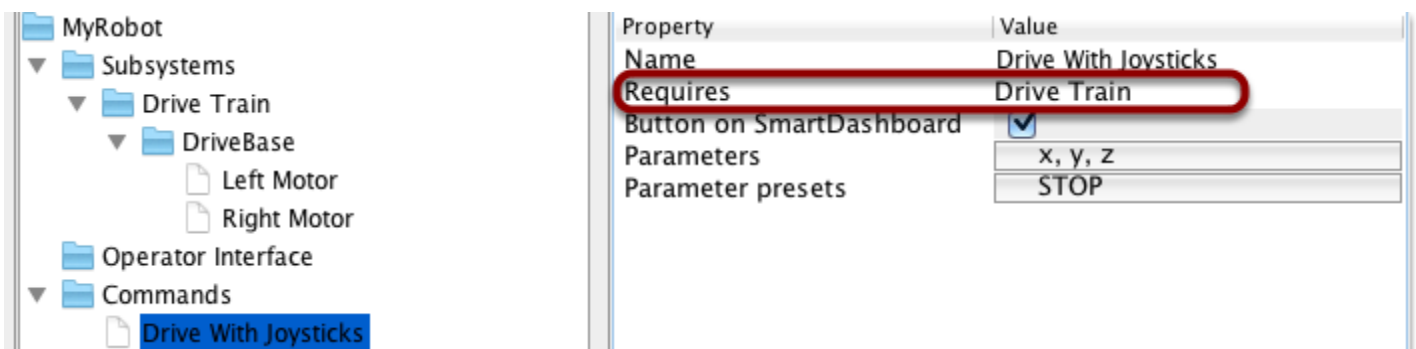 MyRobot
Subsystems
Drive Train
DriveBase
Left Motor
Right Motor
Operator Interface
Commands
Drive With Joysticks
Property Value
Name Drive With Joysticks
Requires Drive Train
Button on SmartDashboard
Parameters x, y, z
Parameter presets STOP